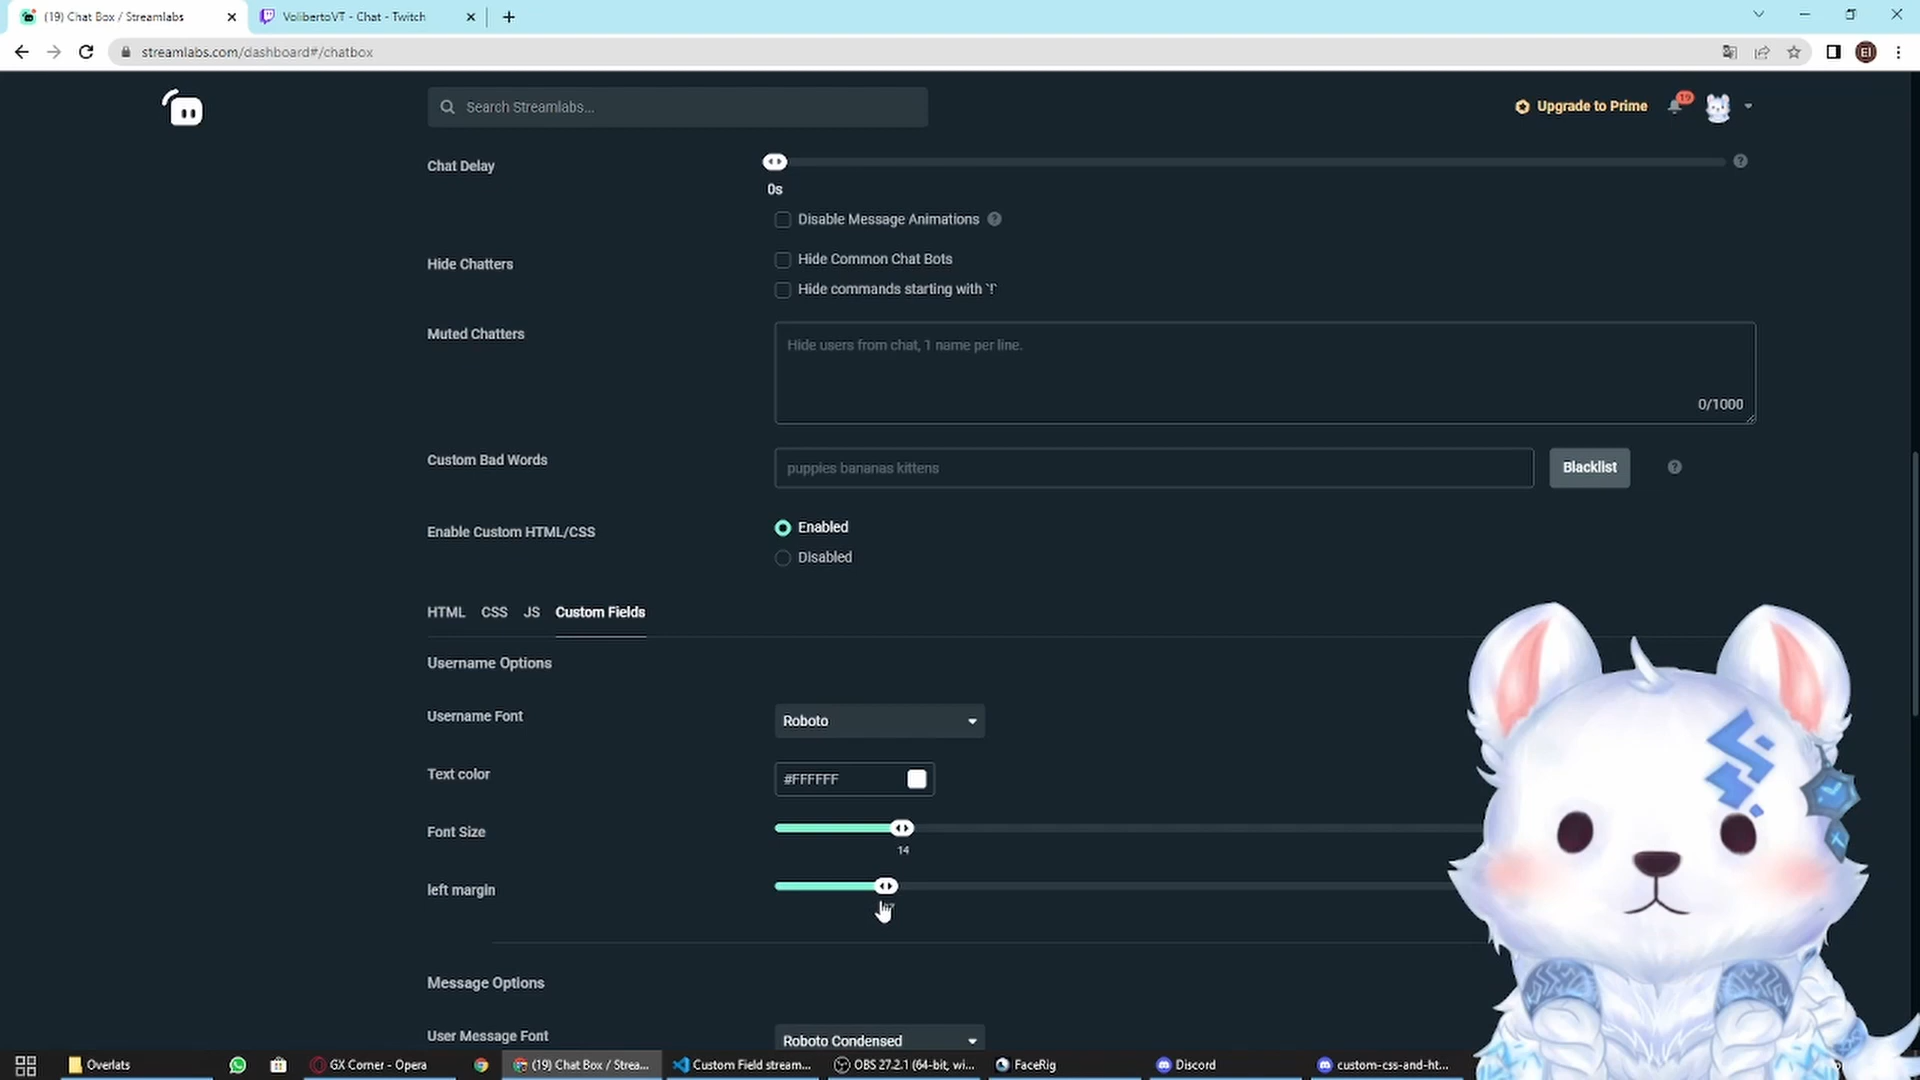 (19) Chat Box / Streamlabs
VolibertoVT - Chat - Twitch
streamlabs.com/dashboard#/chatbox
EI
Search Streamlabs...
Upgrade to Prime
19
Chat Delay
0s
Disable Message Animations
Hide Chatters
Hide Common Chat Bots
Hide commands starting with `!`
Muted Chatters
Hide users from chat, 1 name per line.
0/1000
Custom Bad Words
puppies bananas kittens
Blacklist
Enable Custom HTML/CSS
Enabled
Disabled
HTML CSS JS Custom Fields
Username Options
Username Font
Roboto
Text color
#FFFFFF
Font Size
14
left margin
Message Options
User Message Font
Roboto Condensed
Overlats
GX Corner - Opera
(19) Chat Box / Strea...
Custom Field stream...
OBS 27.2.1 (64-bit, wi...
FaceRig
Discord
custom-css-and-ht...